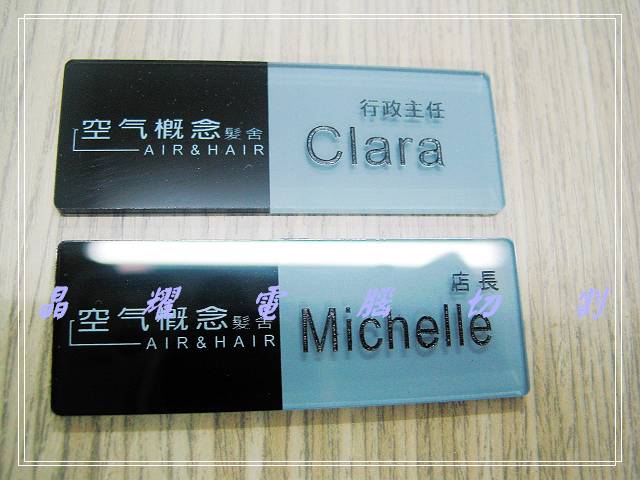 空气概念髮舍
AIR & HAIR
行政主任
Clara
空气概念髮舍
AIR & HAIR
店長
Michelle
晶耀電腦切割